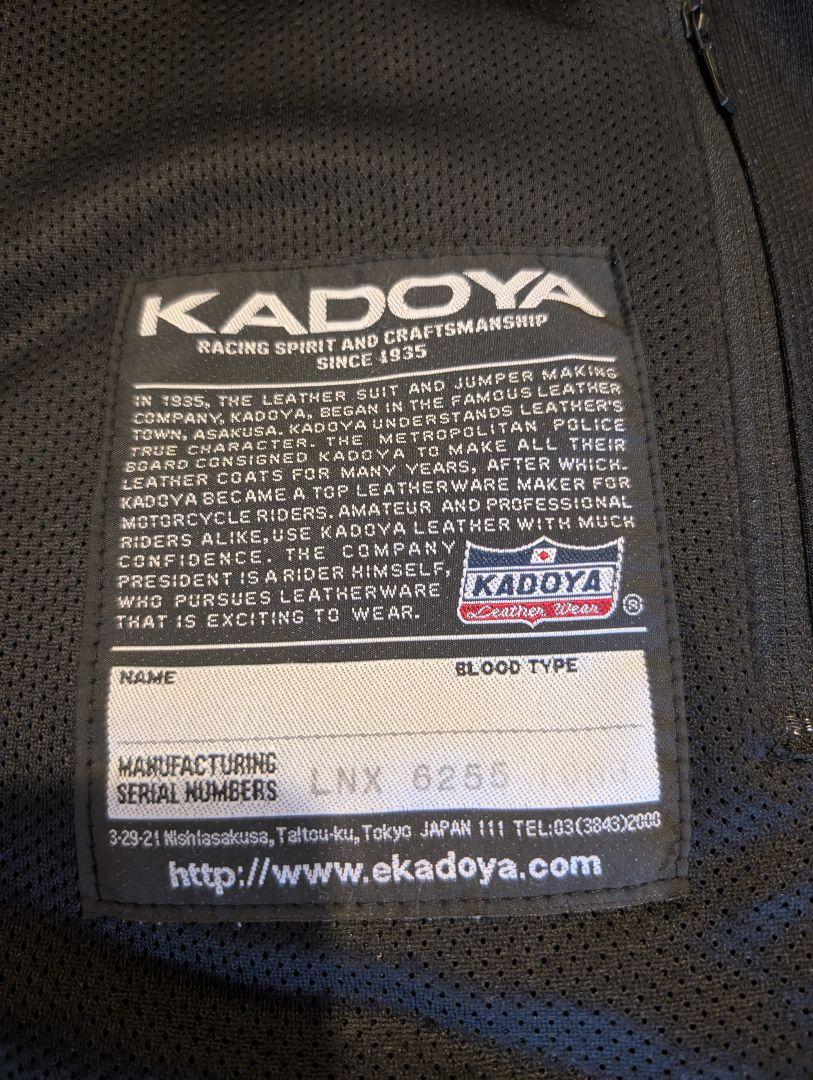 KADOYA
RACING SPIRIT AND CRAFTSMANSHIP
SINCE 1935
IN 1935, THE LEATHER SUIT AND JUMPER MAKING
COMPANY, KADOYA, BEGAN IN THE FAMOUS LEATHER
TOWN, ASAKUSA. KADOYA UNDERSTANDS LEATHER'S
TRUE CHARACTER. THE METROPOLITAN POLICE
BOARD CONSIGNED KADOYA TO MAKE ALL THEIR
LEATHER COATS FOR MANY YEARS, AFTER WHICH.
KADOYA BECAME A TOP LEATHERWARE MAKER FOR
MOTORCYCLE RIDERS. AMATEUR AND PROFESSIONAL
RIDERS ALIKE, USE KADOYA LEATHER WITH MUCH
CONFIDENCE. THE COMPANY
PRESIDENT IS A RIDER HIMSELF,
WHO PURSUES LEATHERWARE
THAT IS EXCITING TO WEAR.
KADOYA
Leather Wear ®
NAME BLOOD TYPE
MANUFACTURING
SERIAL NUMBERS LNX 6255
3-29-21 Nishiasakusa, Taitou-ku, Tokyo JAPAN 111 TEL:03(3843)2000
http://www.ekadoya.com